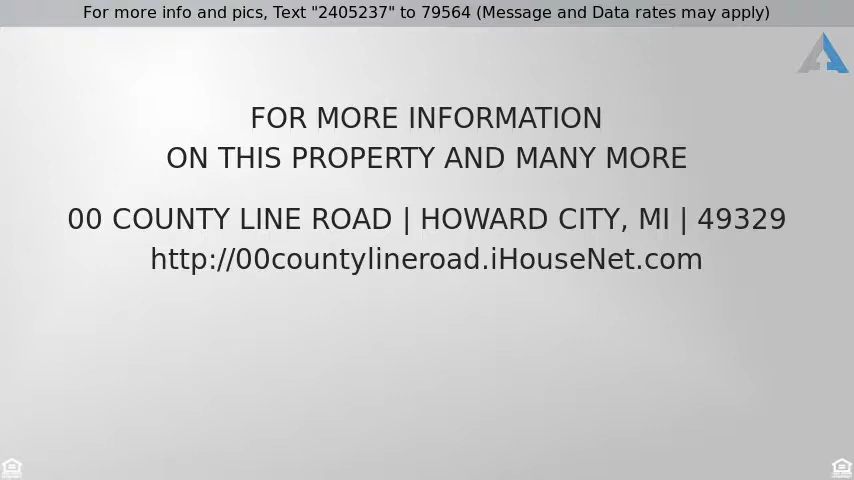 For more info and pics, Text "2405237" to 79564 (Message and Data rates may apply)
FOR MORE INFORMATION
ON THIS PROPERTY AND MANY MORE
00 COUNTY LINE ROAD | HOWARD CITY, MI | 49329
http://00countylineroad.iHouseNet.com